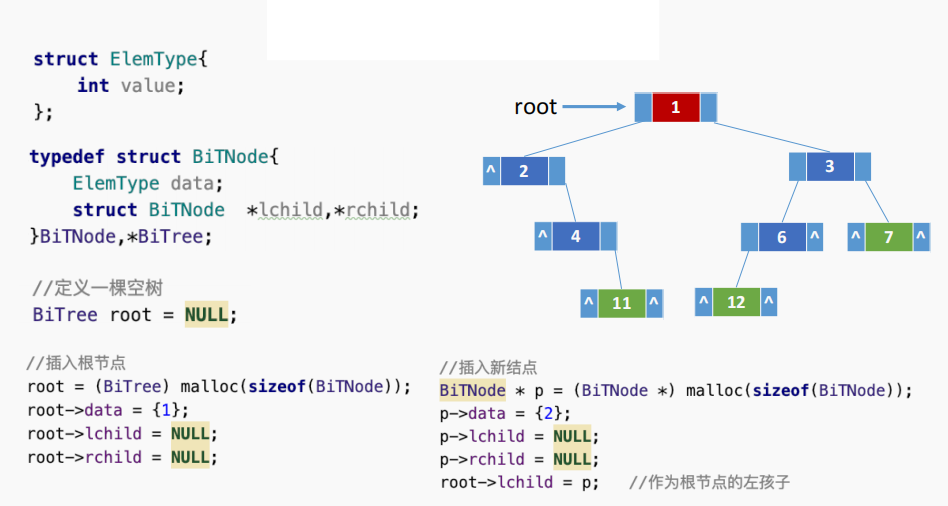 struct ElemType{
int value;
};
typedef struct BiTNode{
ElemType data;
struct BiTNode *lchild,*rchild;
}BiTNode,*BiTree;
//定义一棵空树
BiTree root = NULL;
//插入根节点
root = (BiTree) malloc(sizeof(BiTNode));
root->data = {1};
root->lchild = NULL;
root->rchild = NULL;
root
1
^ 2
3
^ 4
6 ^
^ 7 ^
^ 11 ^
^ 12 ^
//插入新结点
BiTNode * p = (BiTNode *) malloc(sizeof(BiTNode));
p->data = {2};
p->lchild = NULL;
p->rchild = NULL;
root->lchild = p; //作为根节点的左孩子